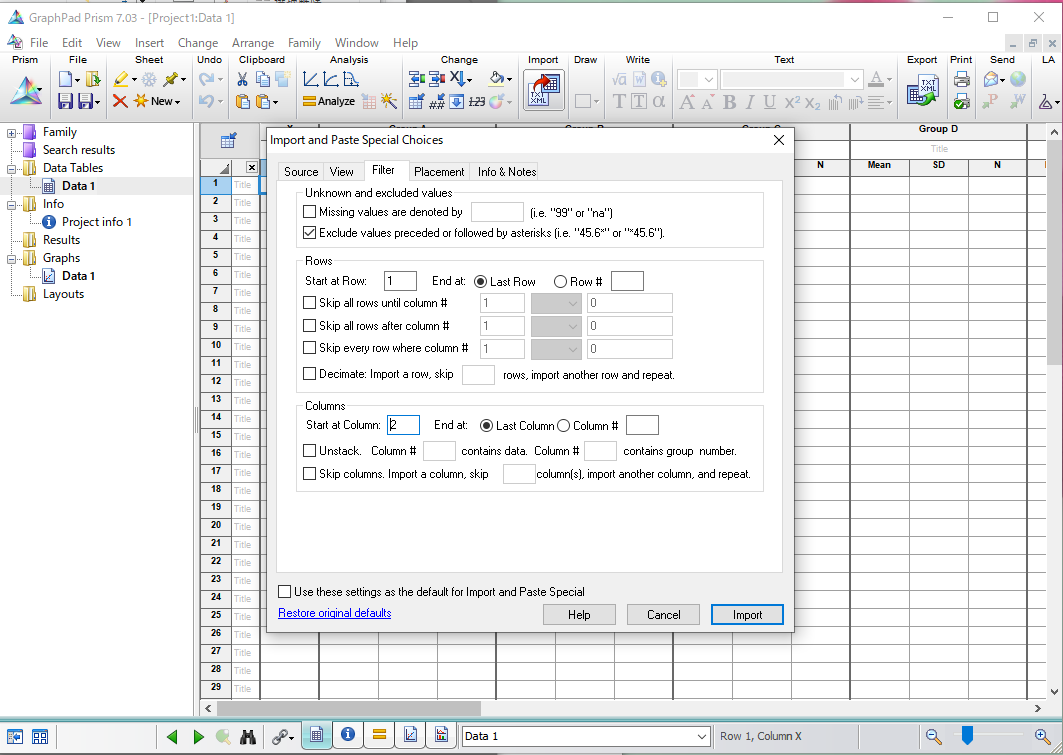 GraphPad Prism 7.03 - [Project1:Data 1]
File Edit View Insert Change Arrange Family Window Help
Prism File Sheet Undo Clipboard Analysis Change Import Draw Write Text Export Print Send LA
New
Analyze
123
TXT
XML
TXT
XML
Family
Search results
Data Tables
Data 1
Info
Project info 1
Results
Graphs
Data 1
Layouts
Group D
Title
N Mean SD N
1 Title
2 Title
3 Title
4 Title
5 Title
6 Title
7 Title
8 Title
9 Title
10 Title
11 Title
12 Title
13 Title
14 Title
15 Title
16 Title
17 Title
18 Title
19 Title
20 Title
21 Title
22 Title
23 Title
24 Title
25 Title
26 Title
27 Title
28 Title
29 Title
Import and Paste Special Choices
Source View Filter Placement Info & Notes
Unknown and excluded values
Missing values are denoted by (i.e. "99" or "na")
Exclude values preceded or followed by asterisks (i.e. "45.6*" or "*45.6").
Rows
Start at Row: 1 End at: Last Row Row #
Skip all rows until column # 1 0
Skip all rows after column # 1 0
Skip every row where column # 1 0
Decimate: Import a row, skip rows, import another row and repeat.
Columns
Start at Column: 2 End at: Last Column Column #
Unstack. Column # contains data. Column # contains group number.
Skip columns. Import a column, skip column(s), import another column, and repeat.
Use these settings as the default for Import and Paste Special
Restore original defaults
Help Cancel Import
Data 1
Row 1, Column X